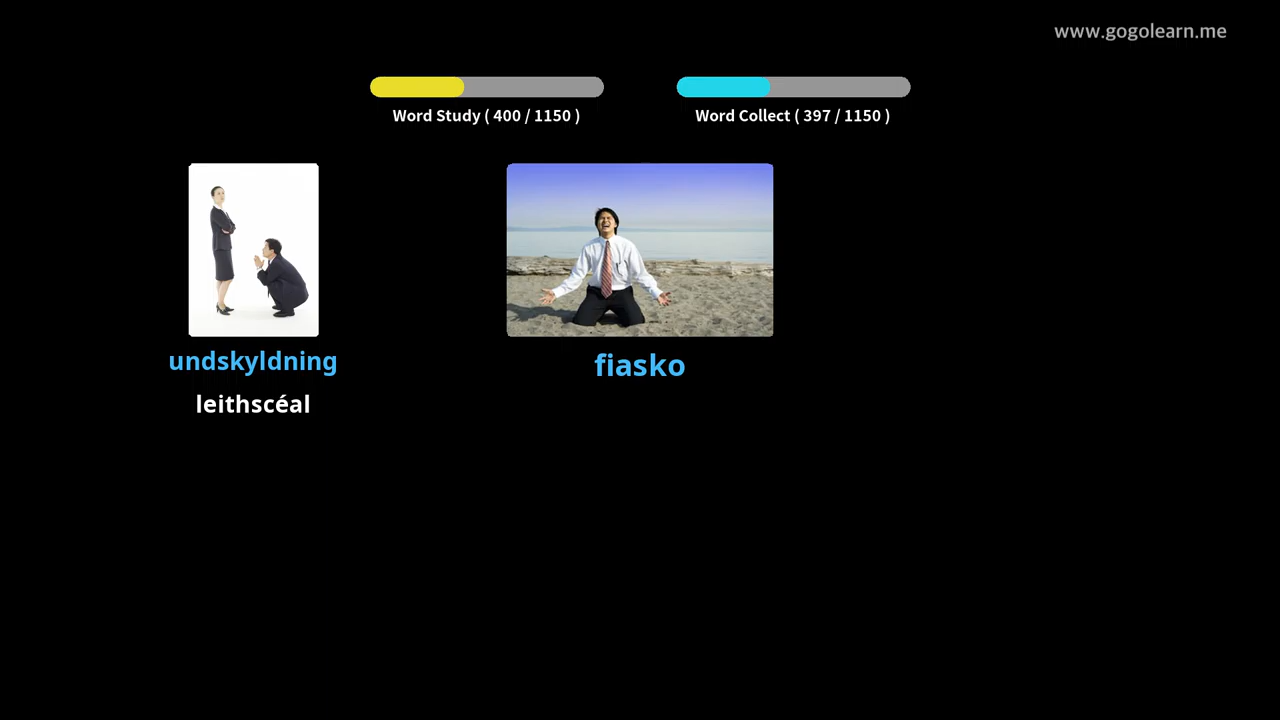 www.gogolearn.me
Word Study ( 400 / 1150 )
Word Collect ( 397 / 1150 )
undskyldning
leithscéal
fiasko